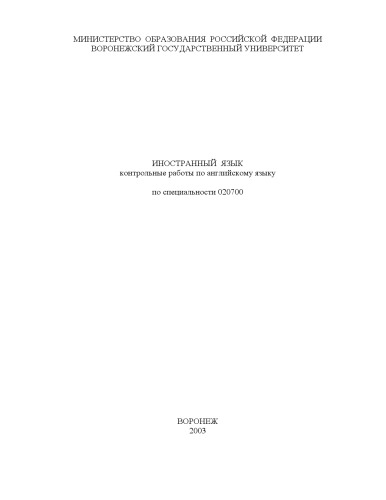 МИНИСТЕРСТВО ОБРАЗОВАНИЯ РОССИЙСКОЙ ФЕДЕРАЦИИ
ВОРОНЕЖСКИЙ ГОСУДАРСТВЕННЫЙ УНИВЕРСИТЕТ
ИНОСТРАННЫЙ ЯЗЫК
контрольные работы по английскому языку
по специальности 020700
ВОРОНЕЖ
2003